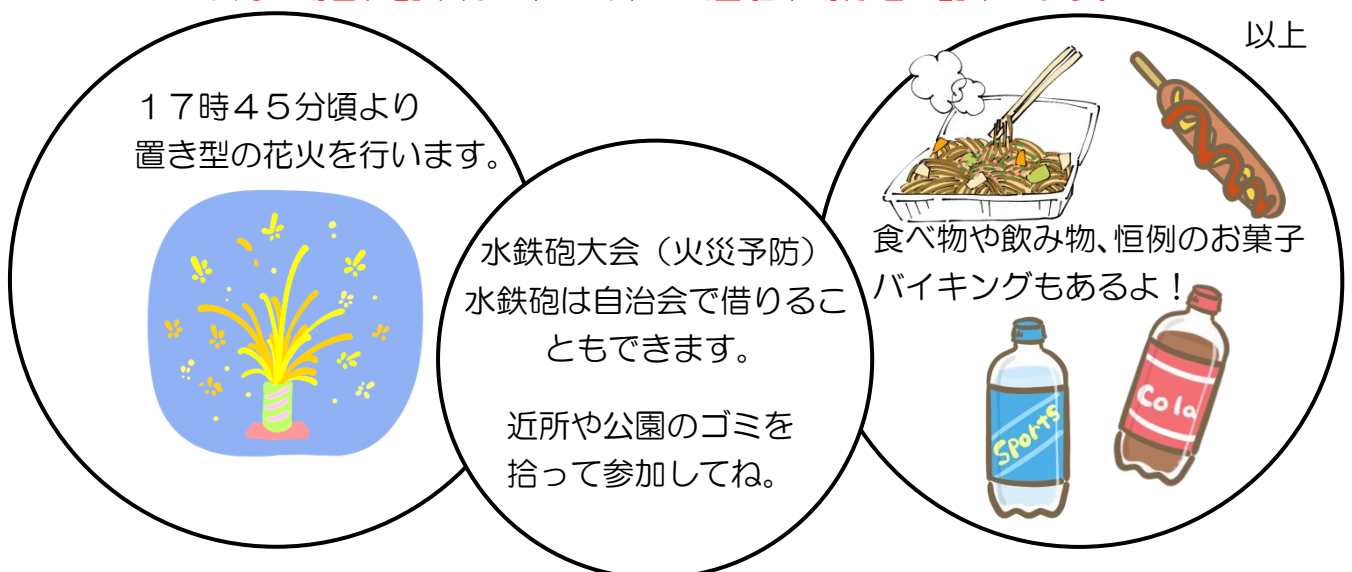 以上
１７時４５分頃より
置き型の花火を行います。
水鉄砲大会（火災予防）
水鉄砲は自治会で借りるこ
ともできます。
近所や公園のゴミを
拾って参加してね。
食べ物や飲み物、恒例のお菓子
バイキングもあるよ！
Sports
Cola